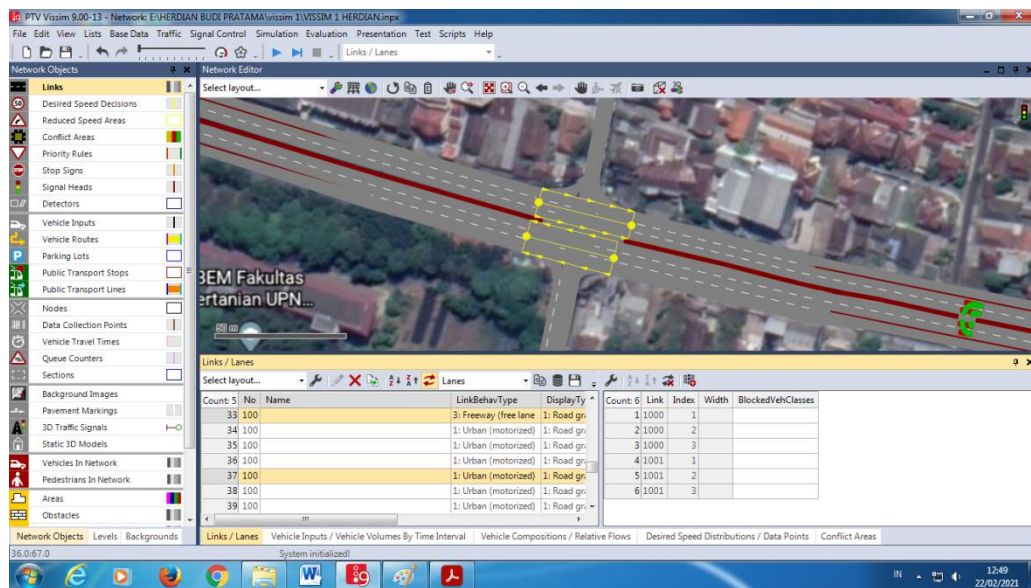 PTV Vissim 9.00-13 - Network: E:\HERDIAN BUDI PRATAMA\vissim 1\VISSIM 1 HERDIAN.inpx
File Edit View Lists Base Data Traffic Signal Control Simulation Evaluation Presentation Test Scripts Help
Links / Lanes
Network Objects
Network Editor
Select layout...
Links
Desired Speed Decisions
Reduced Speed Areas
Conflict Areas
Priority Rules
Stop Signs
Signal Heads
Detectors
Vehicle Inputs
Vehicle Routes
Parking Lots
Public Transport Stops
Public Transport Lines
Nodes
Data Collection Points
Vehicle Travel Times
Queue Counters
Sections
Background Images
Pavement Markings
3D Traffic Signals
Static 3D Models
Vehicles In Network
Pedestrians In Network
Areas
Obstacles
Network Objects Levels Backgrounds
BEM Fakultas
ertanian UPN...
50 m
Links / Lanes
Select layout... Lanes
Count: 5 No Name LinkBehavType DisplayTy
33 100 3: Freeway (free lane 1: Road gra
34 100 1: Urban (motorized) 1: Road gra
35 100 1: Urban (motorized) 1: Road gra
36 100 1: Urban (motorized) 1: Road gra
37 100 1: Urban (motorized) 1: Road gra
38 100 1: Urban (motorized) 1: Road gra
39 100 1: Urban (motorized) 1: Road gra
Count: 6 Link Index Width BlockedVehClasses
1 1000 1
2 1000 2
3 1000 3
4 1001 1
5 1001 2
6 1001 3
Links / Lanes Vehicle Inputs / Vehicle Volumes By Time Interval Vehicle Compositions / Relative Flows Desired Speed Distributions / Data Points Conflict Areas
36.0:67.0 System initialized!
IN 12:49
22/02/2021